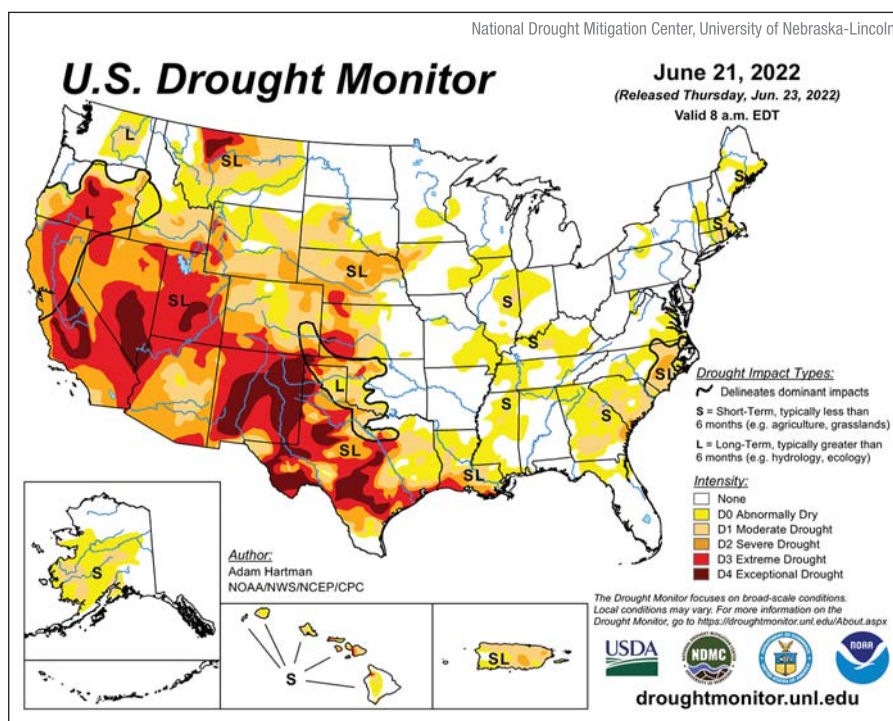 National Drought Mitigation Center, University of Nebraska-Lincoln
U.S. Drought Monitor
June 21, 2022
(Released Thursday, Jun. 23, 2022)
Valid 8 a.m. EDT
L
SL
S
L
S
SL
SL
S
S
SL
L
S
S
SL
SL
Drought Impact Types:
Delineates dominant impacts
S = Short-Term, typically less than
6 months (e.g. agriculture, grasslands)
L = Long-Term, typically greater than
6 months (e.g. hydrology, ecology)
Intensity:
None
D0 Abnormally Dry
D1 Moderate Drought
D2 Severe Drought
D3 Extreme Drought
D4 Exceptional Drought
S
Author:
Adam Hartman
NOAA/NWS/NCEP/CPC
S
SL
The Drought Monitor focuses on broad-scale conditions.
Local conditions may vary. For more information on the
Drought Monitor, go to https://droughtmonitor.unl.edu/About.aspx
USDA
NDMC
NOAA
droughtmonitor.unl.edu